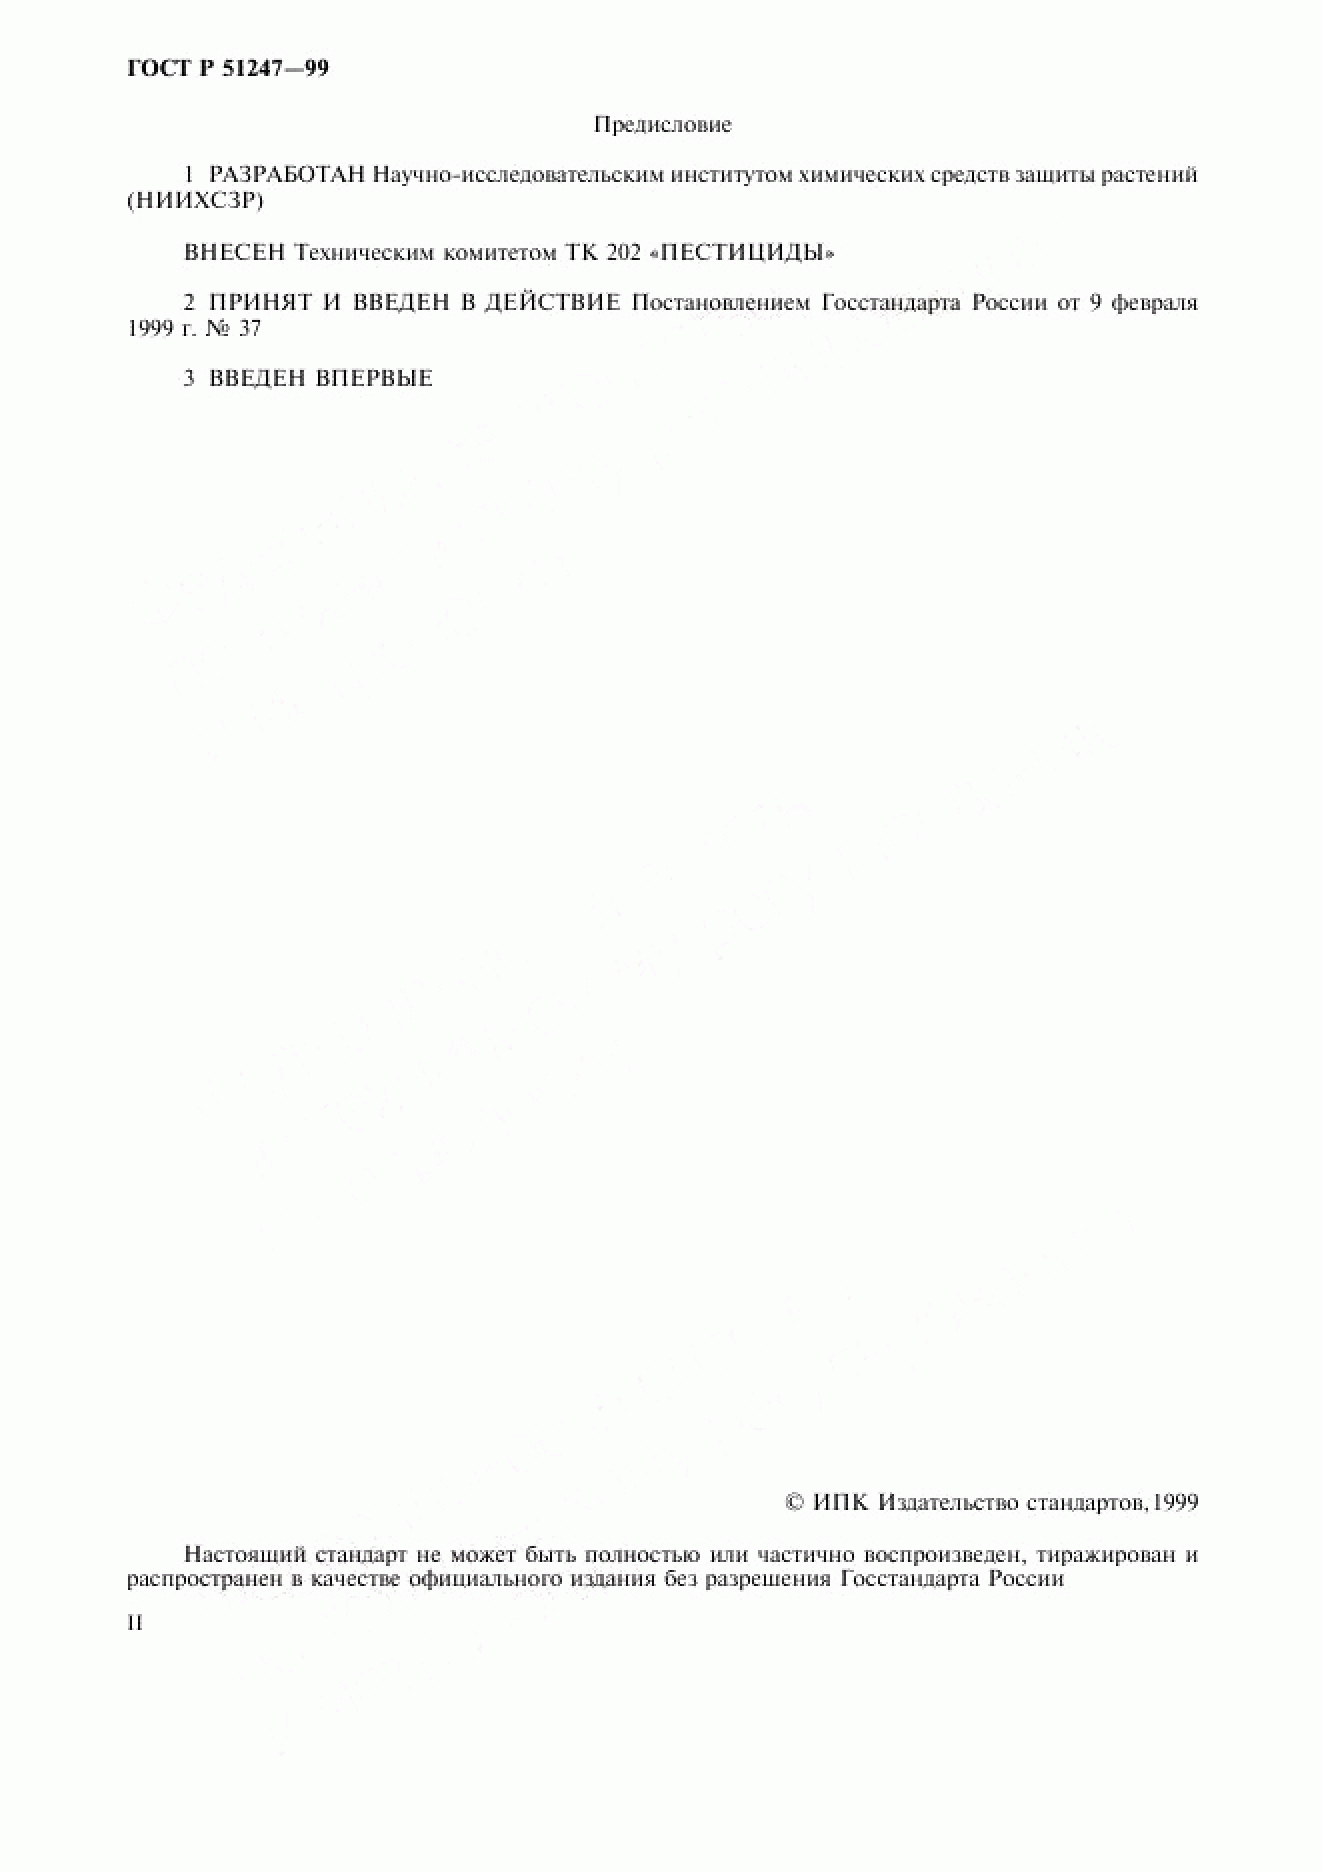 ГОСТ Р 51247—99
Предисловие
1 РАЗРАБОТАН Научно-исследовательским институтом химических средств защиты растений
(НИИХСЗР)
ВНЕСЕН Техническим комитетом ТК 202 «ПЕСТИЦИДЫ»
2 ПРИНЯТ И ВВЕДЕН В ДЕЙСТВИЕ Постановлением Госстандарта России от 9 февраля
1999 г. № 37
3 ВВЕДЕН ВПЕРВЫЕ
© ИПК Издательство стандартов, 1999
Настоящий стандарт не может быть полностью или частично воспроизведен, тиражирован и
распространен в качестве официального издания без разрешения Госстандарта России
II